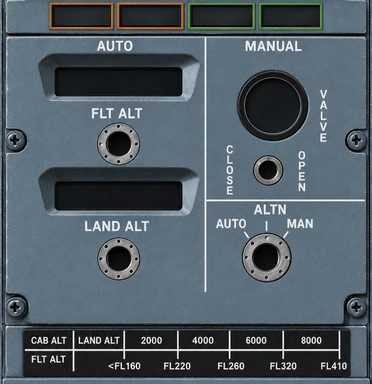 AUTO
FLT ALT
LAND ALT
MANUAL
VALVE
CLOSE
OPEN
ALTN
AUTO MAN
CAB ALT LAND ALT 2000 4000 6000 8000
FLT ALT <FL160 FL220 FL260 FL320 FL410